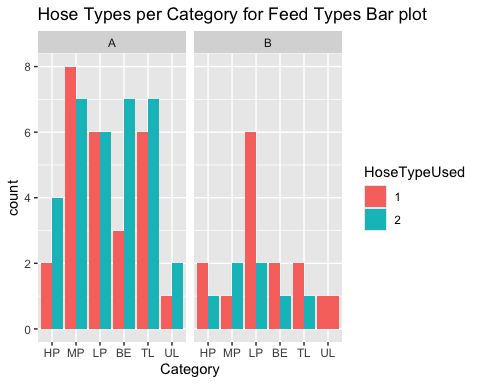 Hose Types per Category for Feed Types Bar plot
A
B
8
6
4
2
0
count
HP MP LP BE TL UL
HP MP LP BE TL UL
Category
HoseTypeUsed
1
2